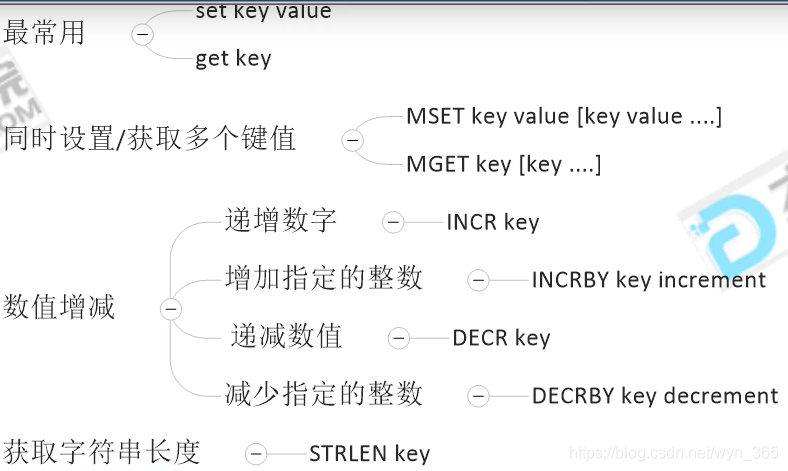 set key value
最常用
get key
MSET key value [key value ....]
同时设置/获取多个键值
MGET key [key ....]
递增数字
INCR key
增加指定的整数
INCRBY key increment
数值增减
递减数值
DECR key
减少指定的整数
DECRBY key decrement
获取字符串长度
STRLEN key
https://blog.csdn.net/wyn_365